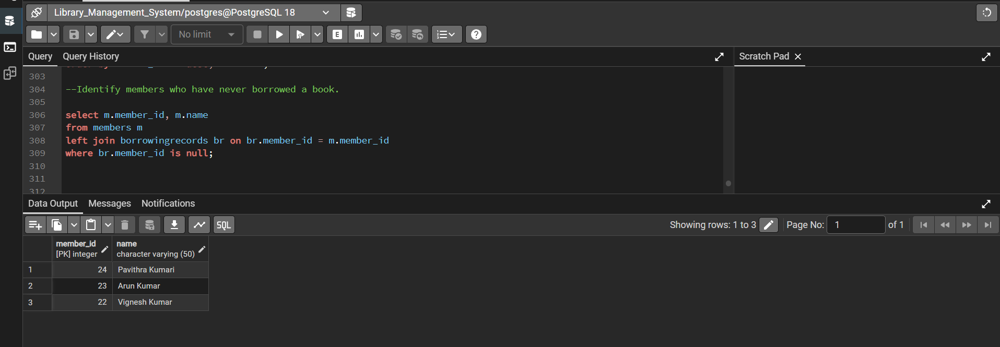 Library_Management_System/postgres@PostgreSQL 18
No limit
E
?
Query Query History
Scratch Pad
303
304 --Identify members who have never borrowed a book.
305
306 select m.member_id, m.name
307 from members m
308 left join borrowingrecords br on br.member_id = m.member_id
309 where br.member_id is null;
310
311
312
Data Output Messages Notifications
SQL
Showing rows: 1 to 3 Page No: 1 of 1
member_id name
[PK] integer character varying (50)
1 24 Pavithra Kumari
2 23 Arun Kumar
3 22 Vignesh Kumar